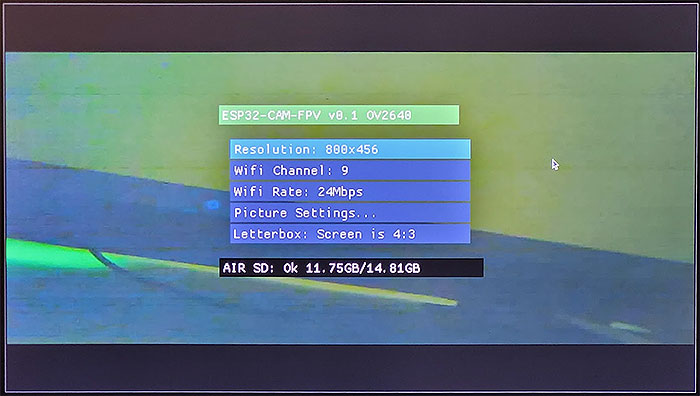 ESP32-CAM-FPV v0.1 OV2640
Resolution: 800x456
Wifi Channel: 9
Wifi Rate: 24Mbps
Picture Settings...
Letterbox: Screen is 4:3
AIR SD: Ok 11.75GB/14.81GB